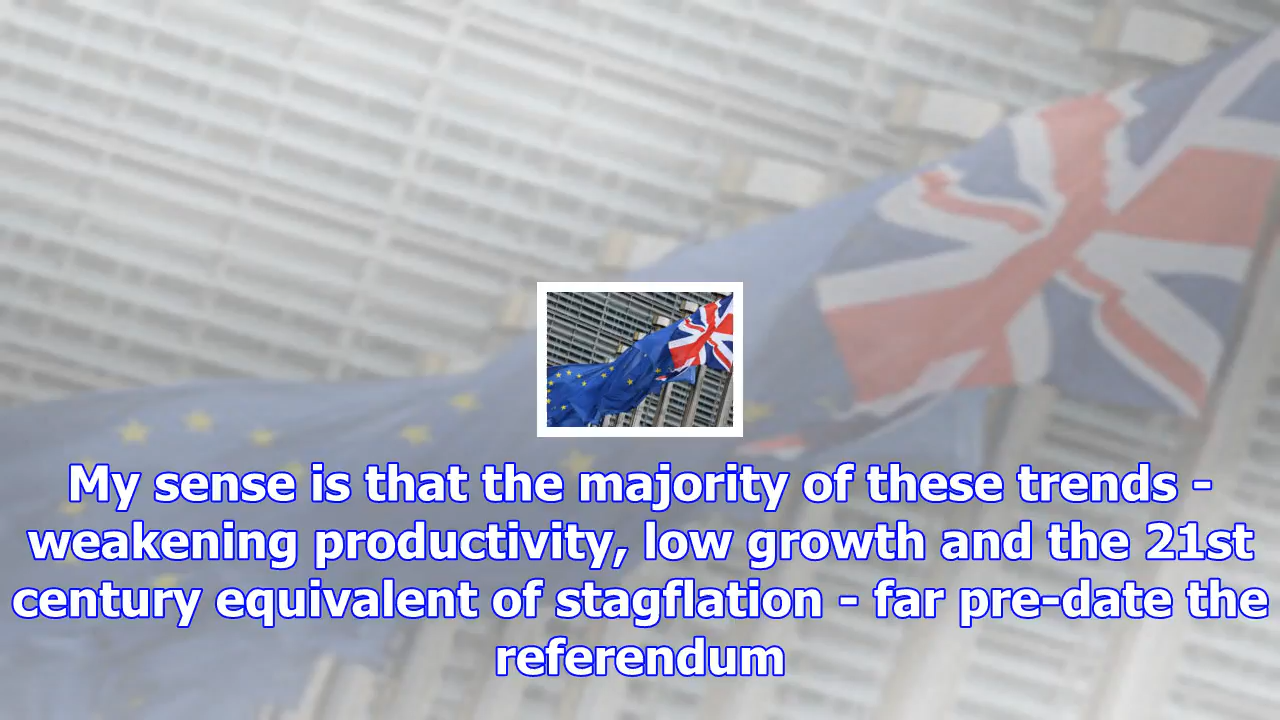 My sense is that the majority of these trends -
weakening productivity, low growth and the 21st
century equivalent of stagflation - far pre-date the
referendum